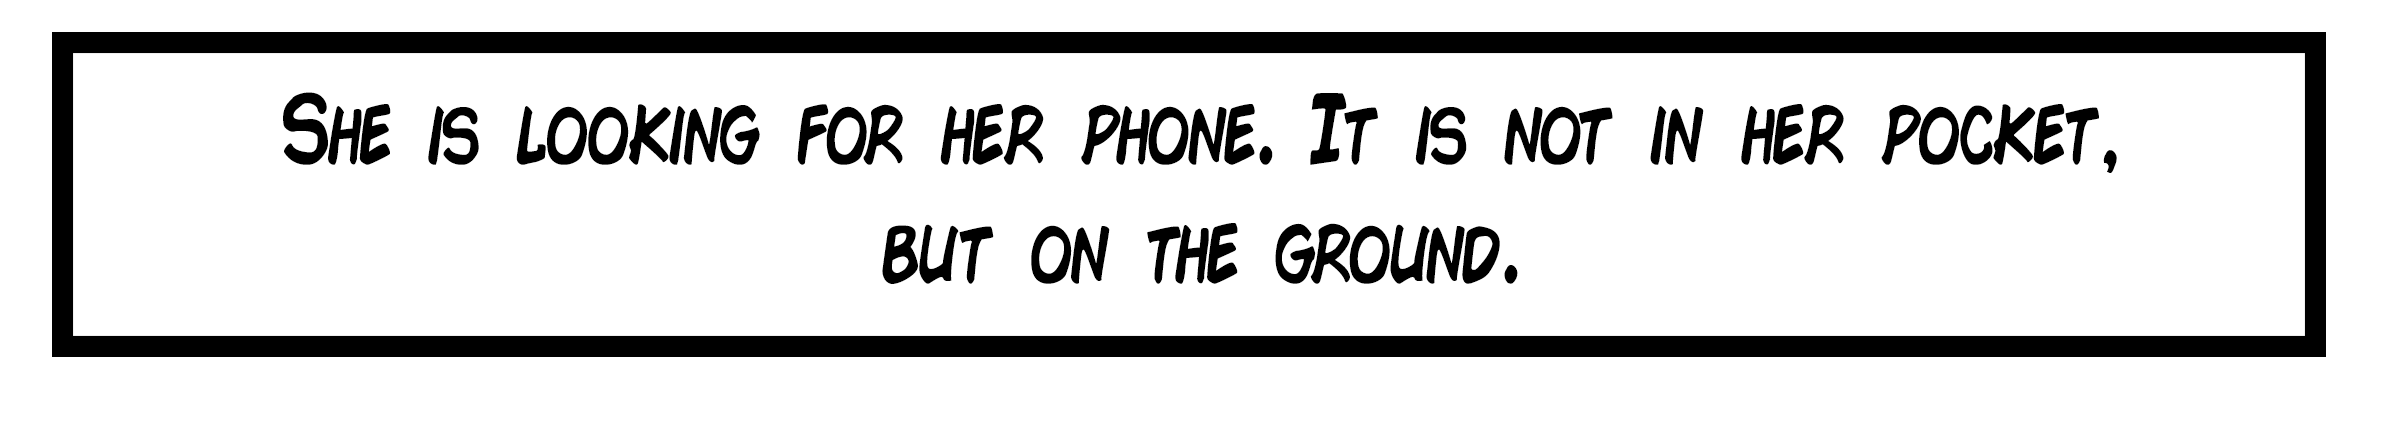 She is looking for her phone. It is not in her pocket,
but on the ground.